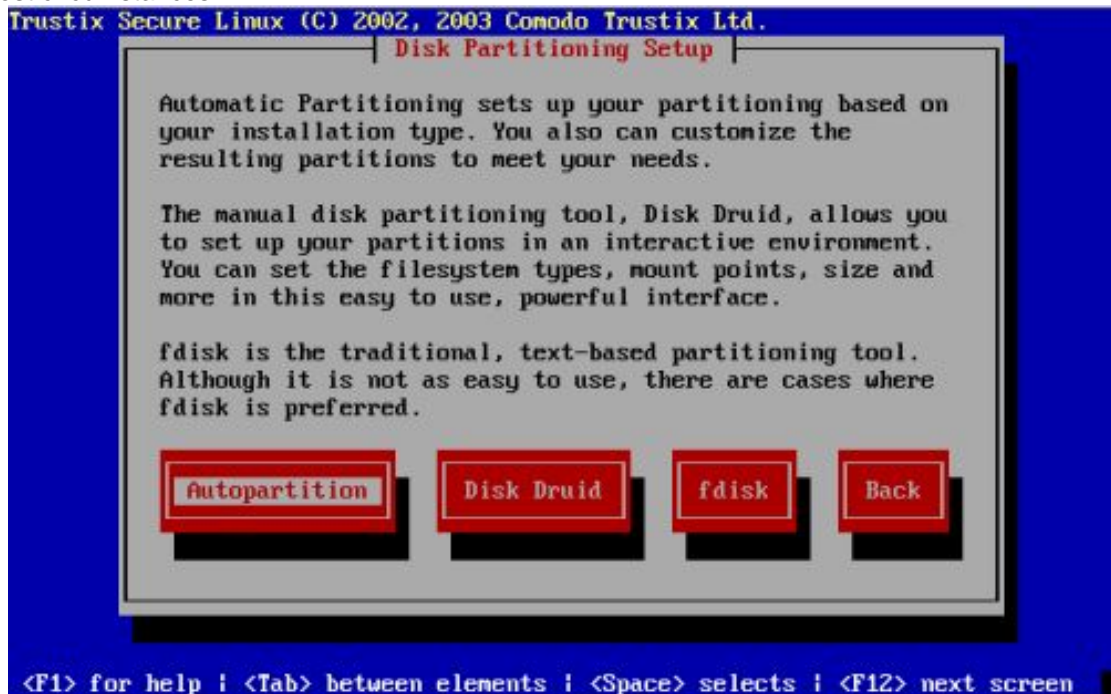 Trustix Secure Linux (C) 2002, 2003 Comodo Trustix Ltd.
Disk Partitioning Setup
Automatic Partitioning sets up your partitioning based on
your installation type. You also can customize the
resulting partitions to meet your needs.
The manual disk partitioning tool, Disk Druid, allows you
to set up your partitions in an interactive environment.
You can set the filesystem types, mount points, size and
more in this easy to use, powerful interface.
fdisk is the traditional, text-based partitioning tool.
Although it is not as easy to use, there are cases where
fdisk is preferred.
Autopartition Disk Druid fdisk Back
<F1> for help | <Tab> between elements | <Space> selects | <F12> next screen